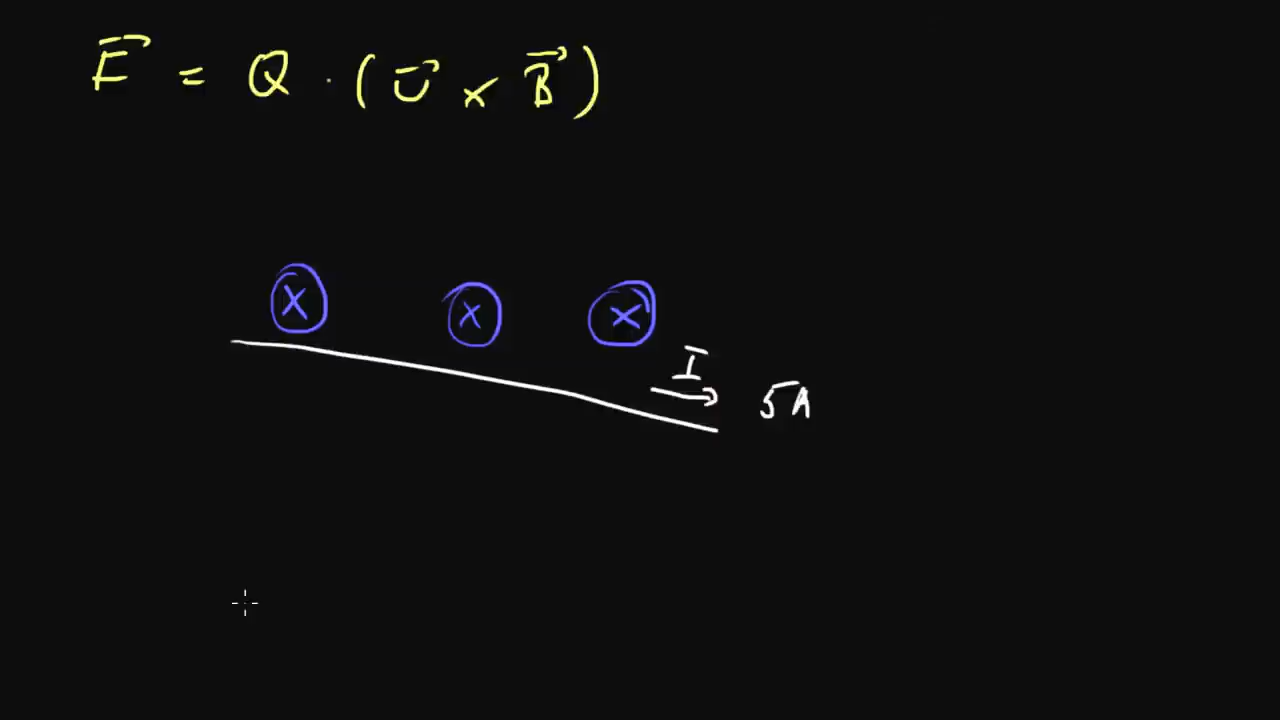 F⃗ = Q · (U⃗ × B⃗)
X X X
I
5A